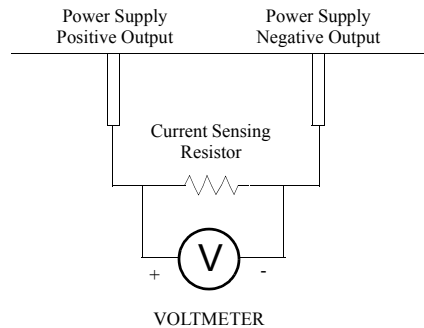 Power Supply
Positive Output
Power Supply
Negative Output
Current Sensing
Resistor
V
+
-
VOLTMETER